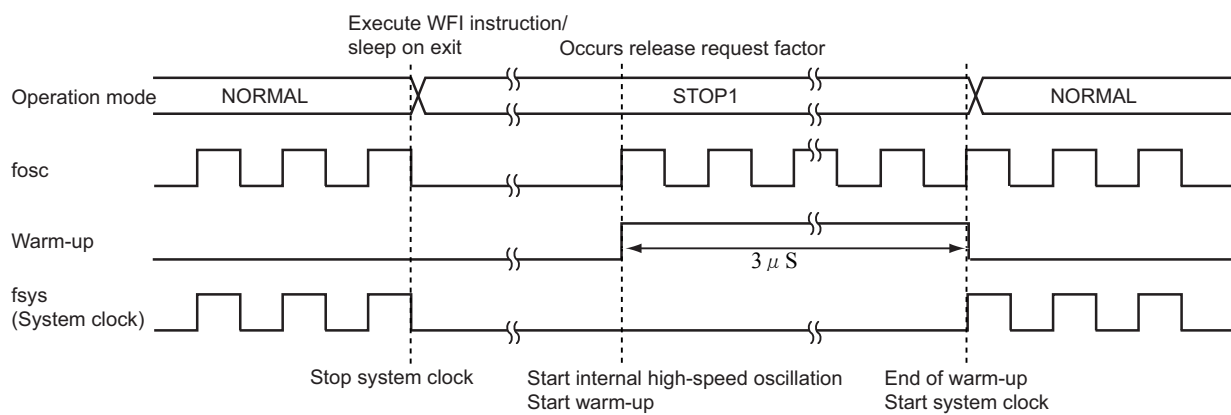 Execute WFI instruction/
sleep on exit
Occurs release request factor
Operation mode
NORMAL
STOP1
NORMAL
fosc
Warm-up
3 μ S
fsys
(System clock)
Stop system clock
Start internal high-speed oscillation
Start warm-up
End of warm-up
Start system clock